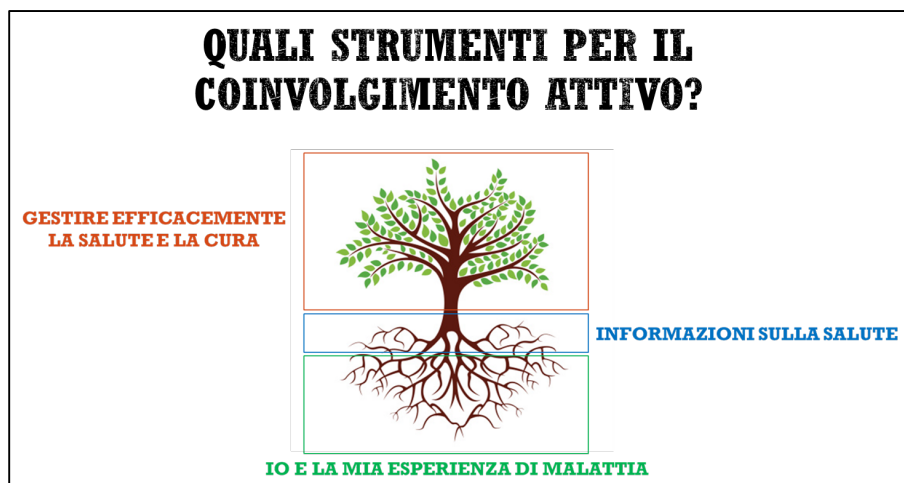 QUALI STRUMENTI PER IL
COINVOLGIMENTO ATTIVO?
GESTIRE EFFICACEMENTE
LA SALUTE E LA CURA
INFORMAZIONI SULLA SALUTE
IO E LA MIA ESPERIENZA DI MALATTIA